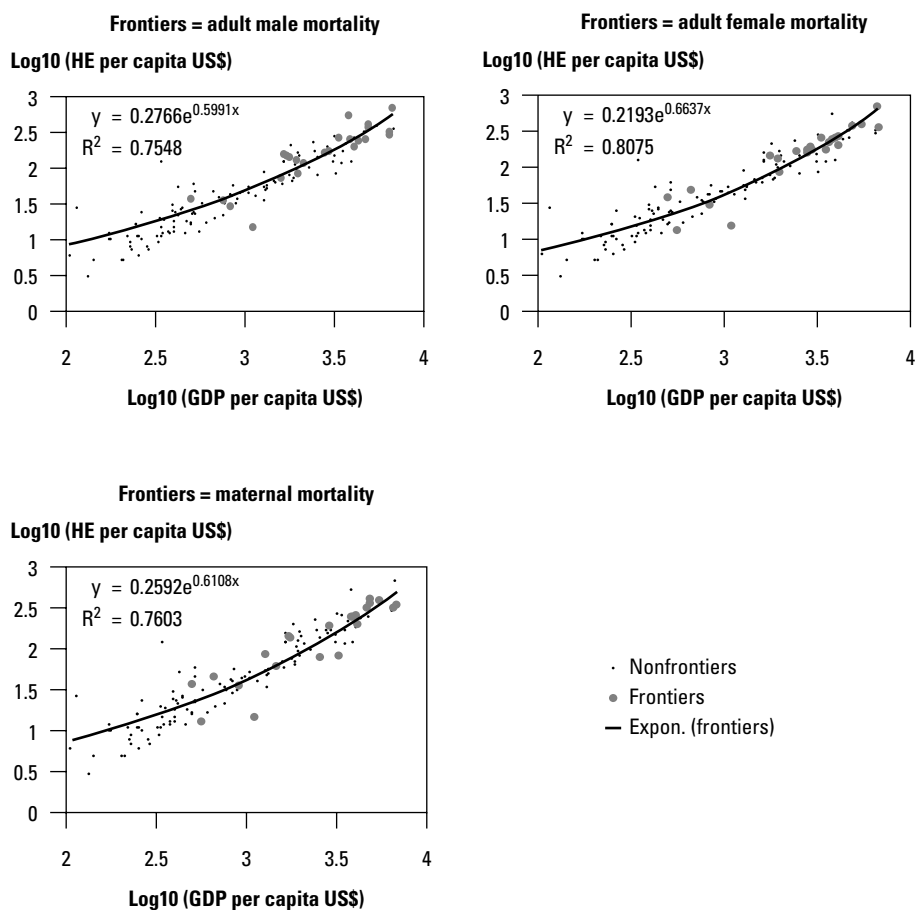 Frontiers = adult male mortality
Log10 (HE per capita US$)
y = 0.2766e^0.5991x
R² = 0.7548
3
2.5
2
1.5
1
0.5
0
2 2.5 3 3.5 4
Log10 (GDP per capita US$)
Frontiers = adult female mortality
Log10 (HE per capita US$)
y = 0.2193e^0.6637x
R² = 0.8075
3
2.5
2
1.5
1
0.5
0
2 2.5 3 3.5 4
Log10 (GDP per capita US$)
Frontiers = maternal mortality
Log10 (HE per capita US$)
y = 0.2592e^0.6108x
R² = 0.7603
3
2.5
2
1.5
1
0.5
0
2 2.5 3 3.5 4
Log10 (GDP per capita US$)
Nonfrontiers
Frontiers
Expon. (frontiers)